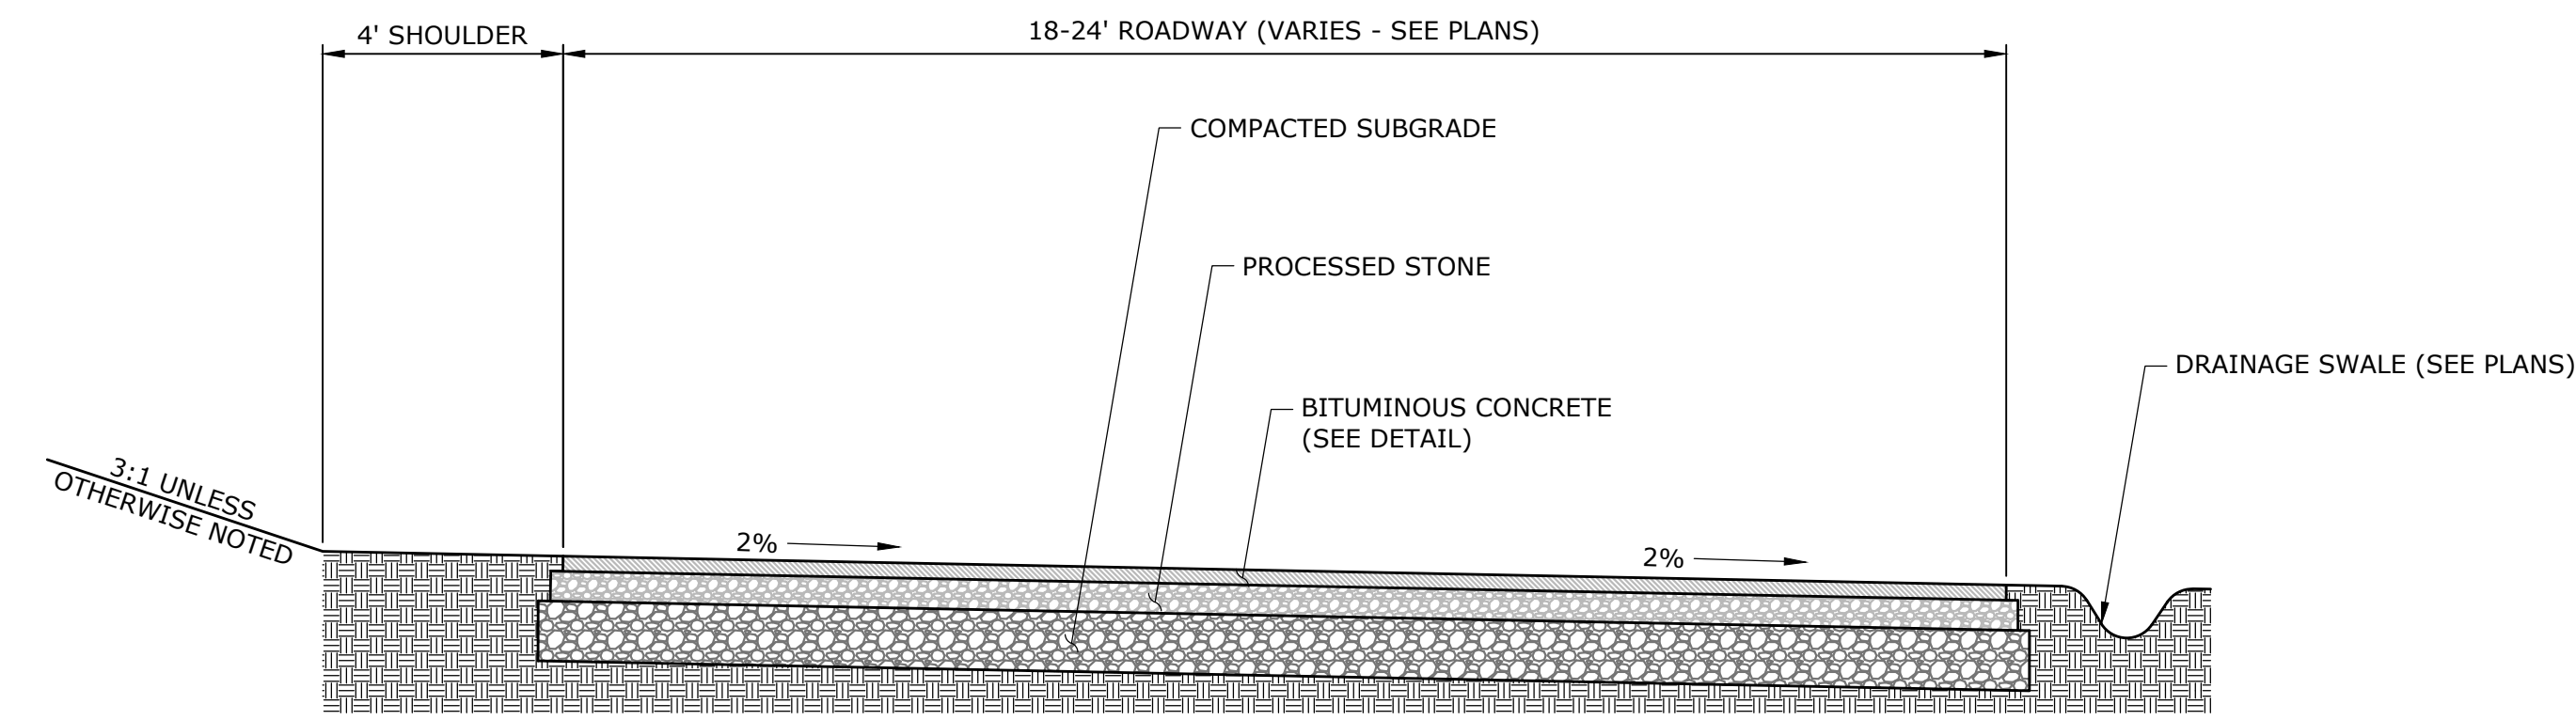 4' SHOULDER
18-24' ROADWAY (VARIES - SEE PLANS)
COMPACTED SUBGRADE
PROCESSED STONE
DRAINAGE SWALE (SEE PLANS)
BITUMINOUS CONCRETE
(SEE DETAIL)
3:1 UNLESS
OTHERWISE NOTED
2%
2%